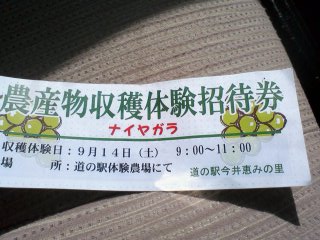 農産物収穫体験招待券
ナイヤガラ
収穫体験日：９月１４日（土）　９：００～１１：００
場　　　所：道の駅体験農場にて
道の駅今井恵みの里